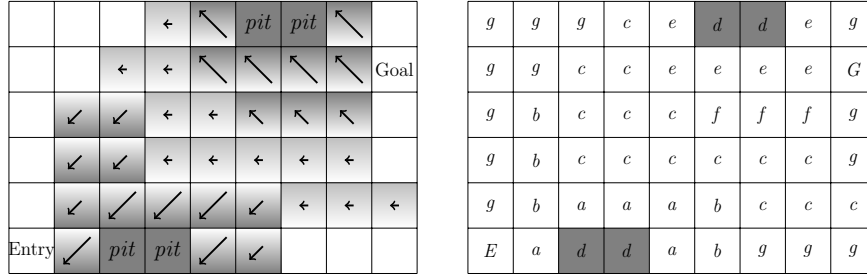 pit pit
Goal
Entry pit pit
g g g c e d d e g
g g c c e e e e G
g b c c c f f f g
g b c c c c c c g
g b a a a b c c c
E a d d a b g g g